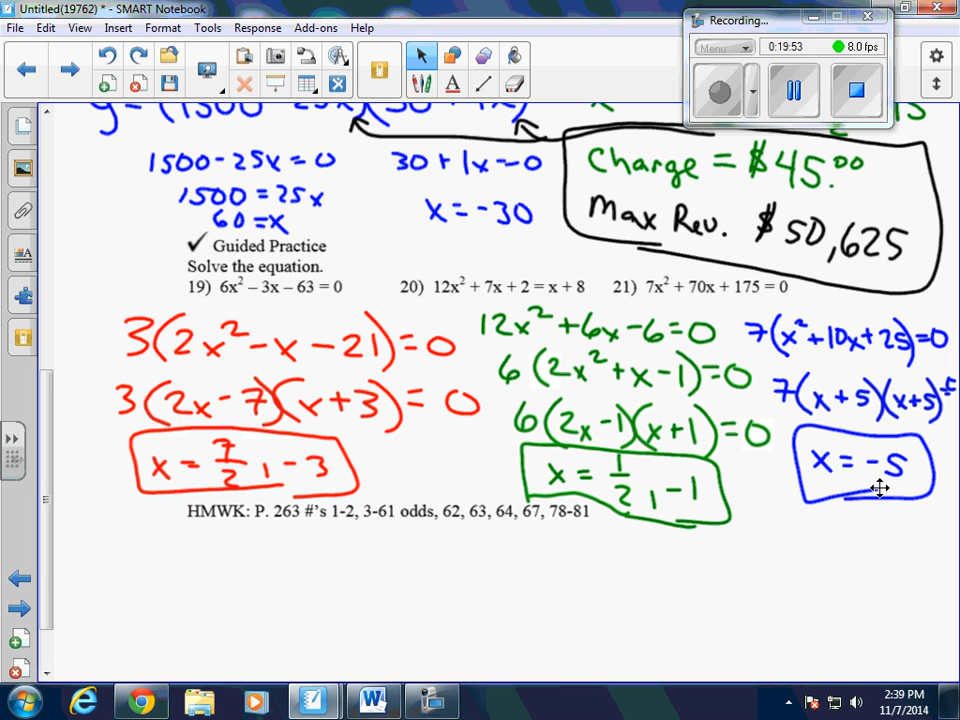 Untitled(19762) * - SMART Notebook
File Edit View Insert Format Tools Response Add-ons Help
Recording...
Menu 0:19:53 8.0 fps
y = (1500 - 25x)(30 + 1x)
1500 - 25x = 0 30 + 1x = 0
1500 = 25x
60 = x x = -30
Charge = $45.00
Max Rev. $50,625
✓ Guided Practice
Solve the equation.
19) 6x² – 3x – 63 = 0 20) 12x² + 7x + 2 = x + 8 21) 7x² + 70x + 175 = 0
3(2x² - x - 21) = 0
3(2x - 7)(x + 3) = 0
x = 7/2, -3
12x² + 6x - 6 = 0
6(2x² + x - 1) = 0
6(2x - 1)(x + 1) = 0
x = 1/2, -1
7(x² + 10x + 25) = 0
7(x + 5)(x + 5)
x = -5
HMWK: P. 263 #'s 1-2, 3-61 odds, 62, 63, 64, 67, 78-81
2:39 PM
11/7/2014